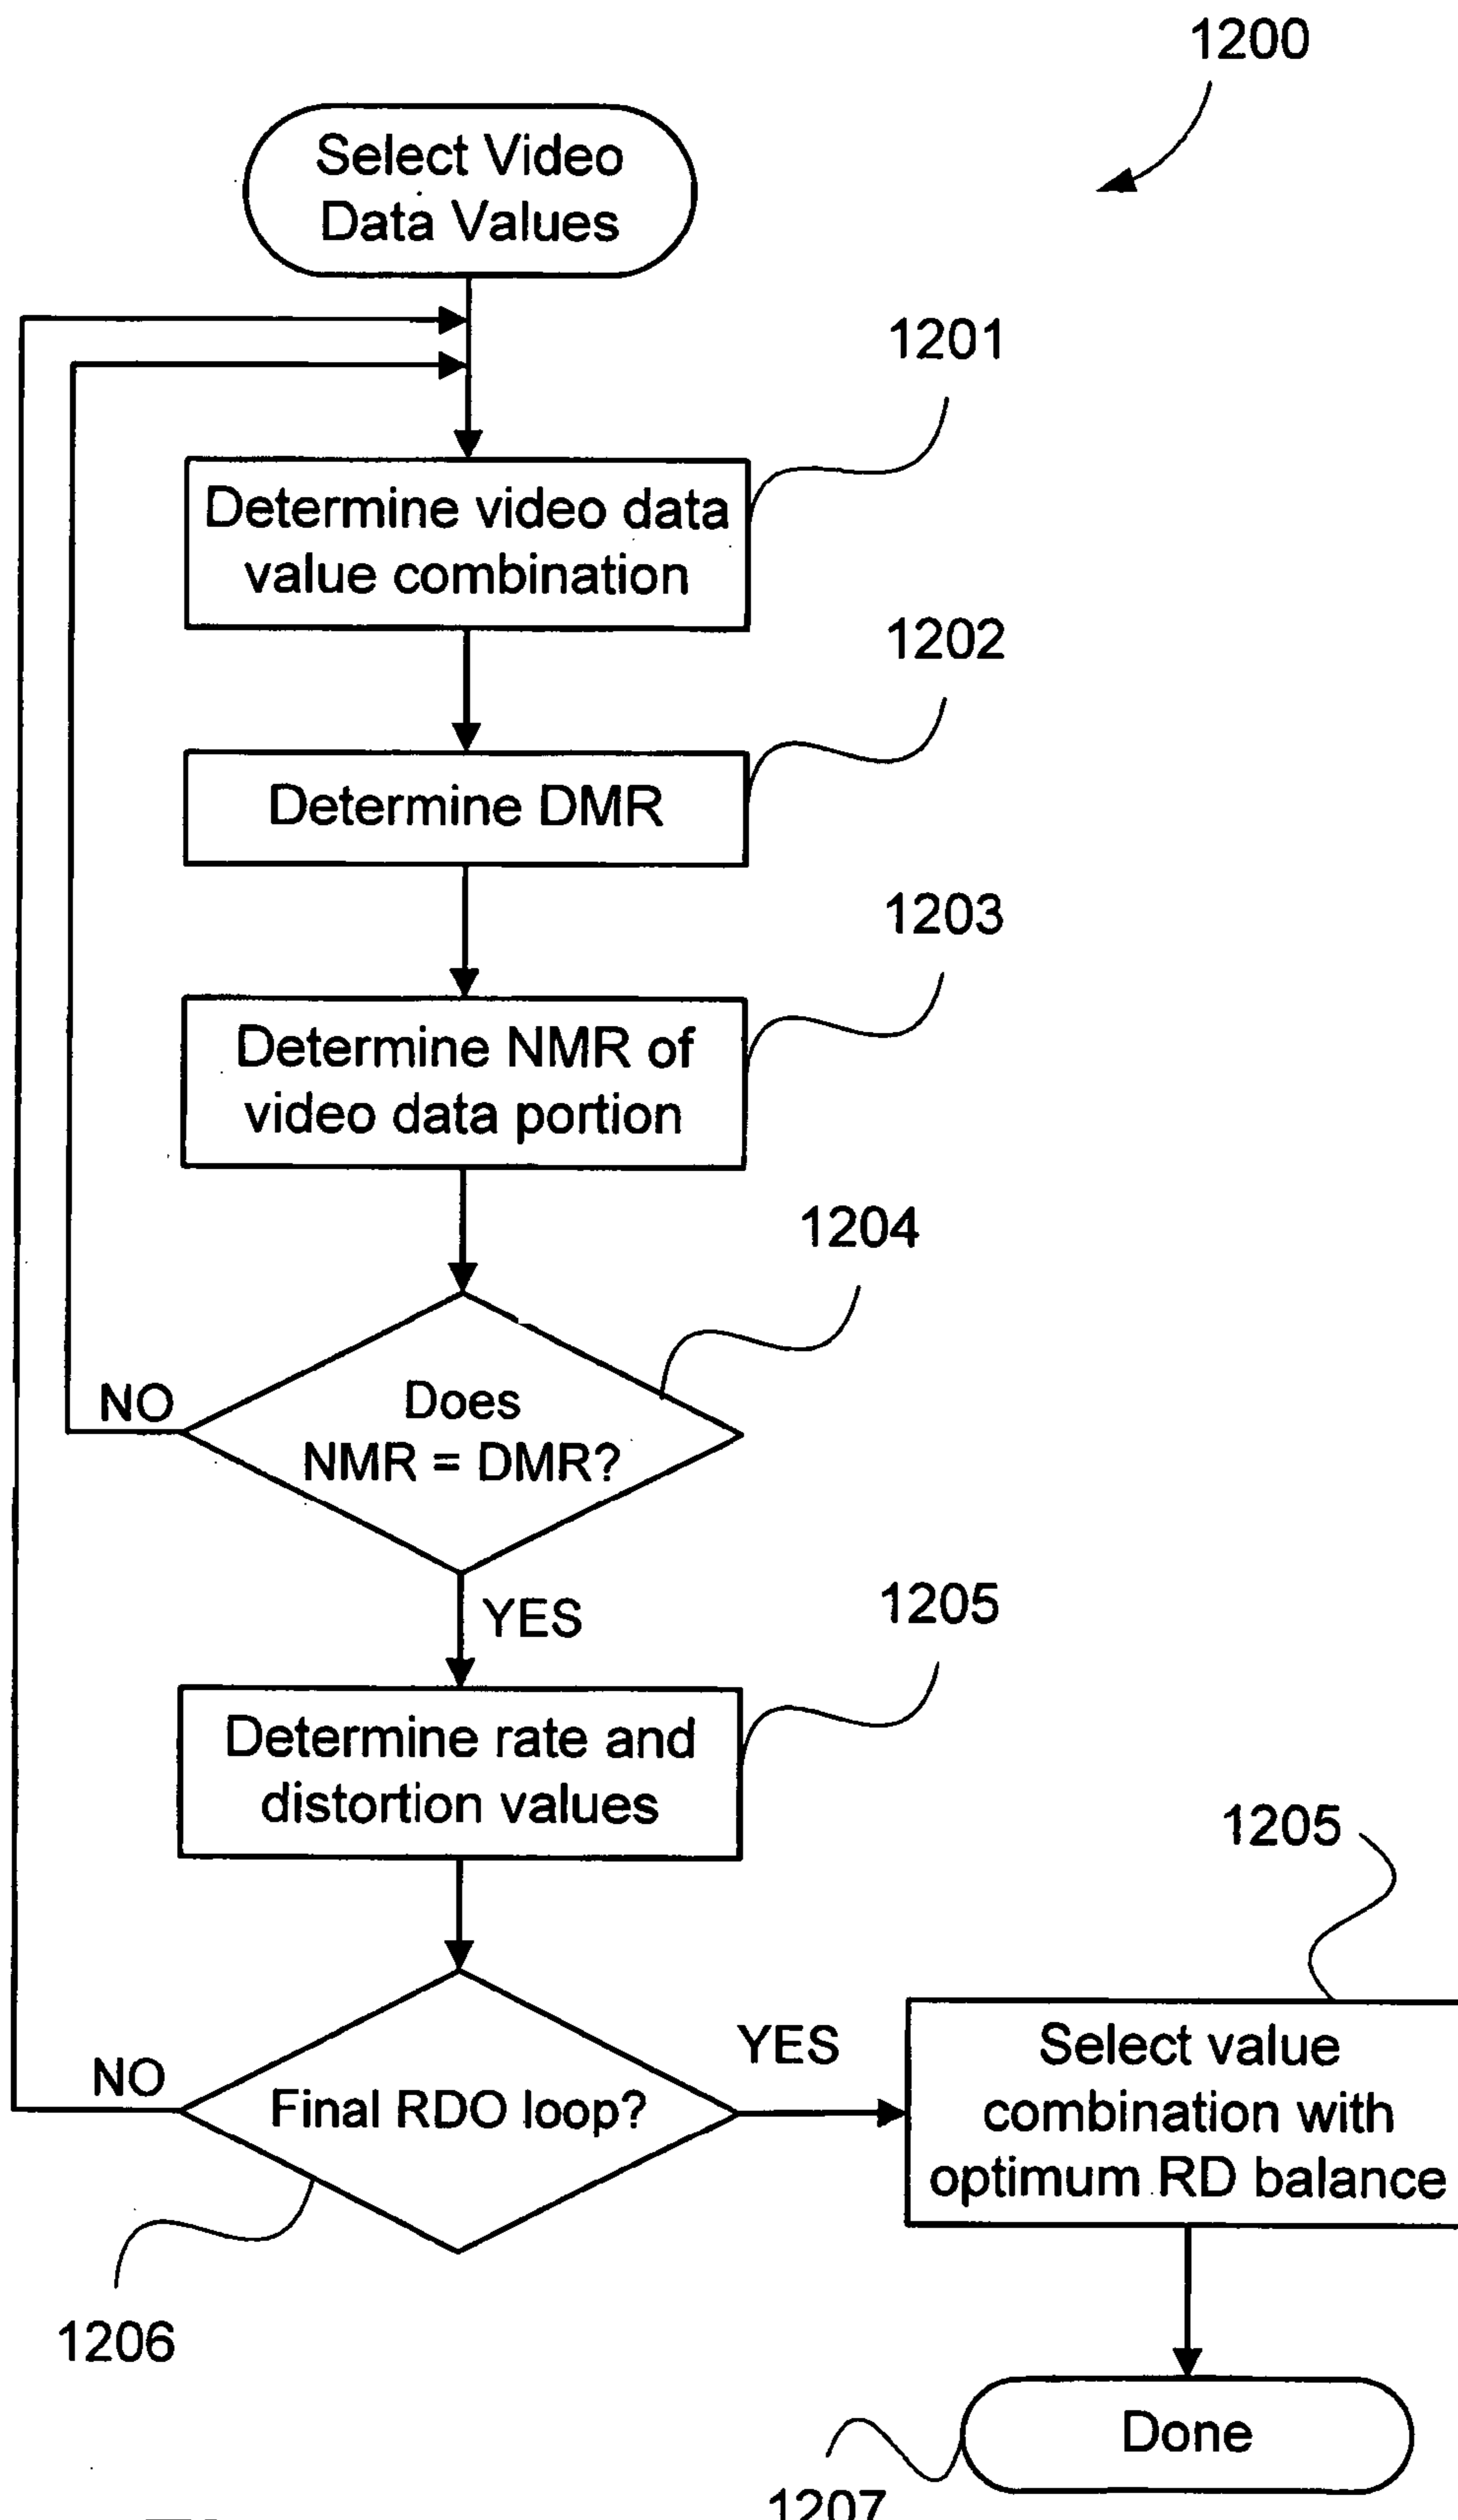 1200
Select Video
Data Values
1201
Determine video data
value combination
1202
Determine DMR
1203
Determine NMR of
video data portion
1204
NO
Does
NMR = DMR?
YES
1205
Determine rate and
distortion values
1205
NO
Final RDO loop?
YES
Select value
combination with
optimum RD balance
1206
Done
1207